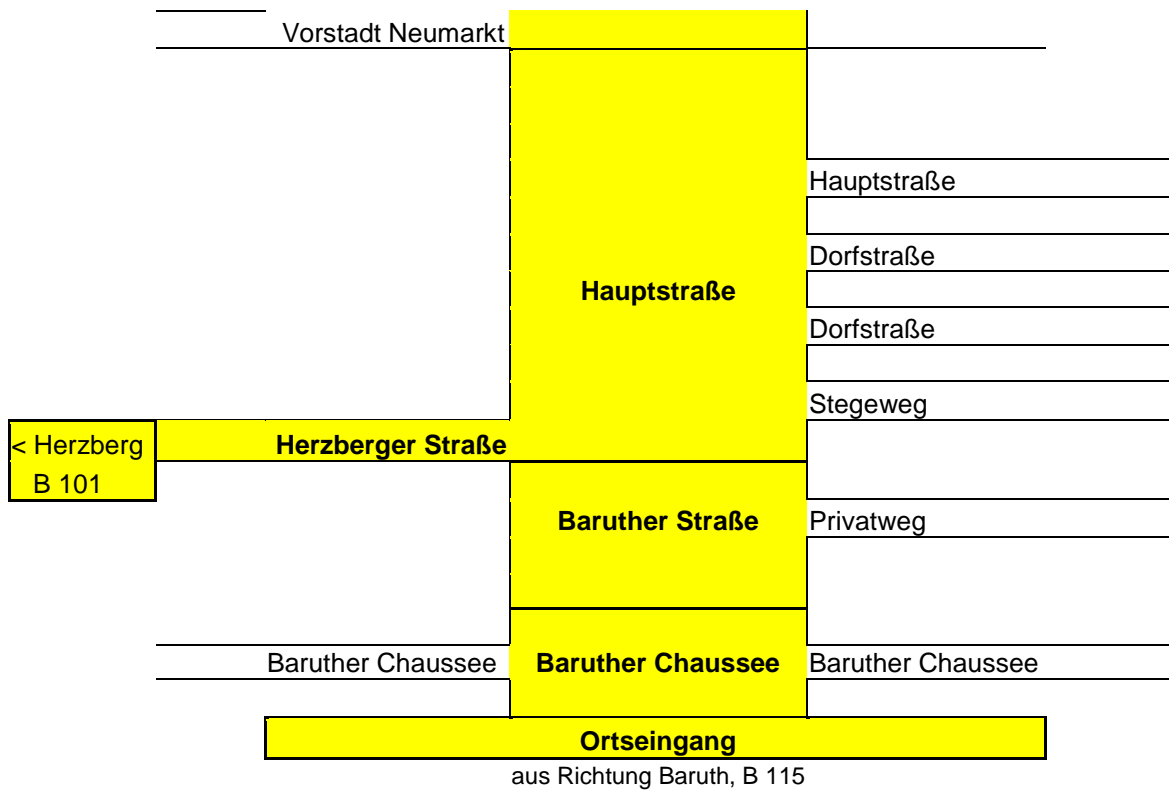 Vorstadt Neumarkt
Hauptstraße
Dorfstraße
Hauptstraße
Dorfstraße
Stegeweg
< Herzberg
Herzberger Straße
B 101
Baruther Straße
Privatweg
Baruther Chaussee
Baruther Chaussee
Baruther Chaussee
Ortseingang
aus Richtung Baruth, B 115